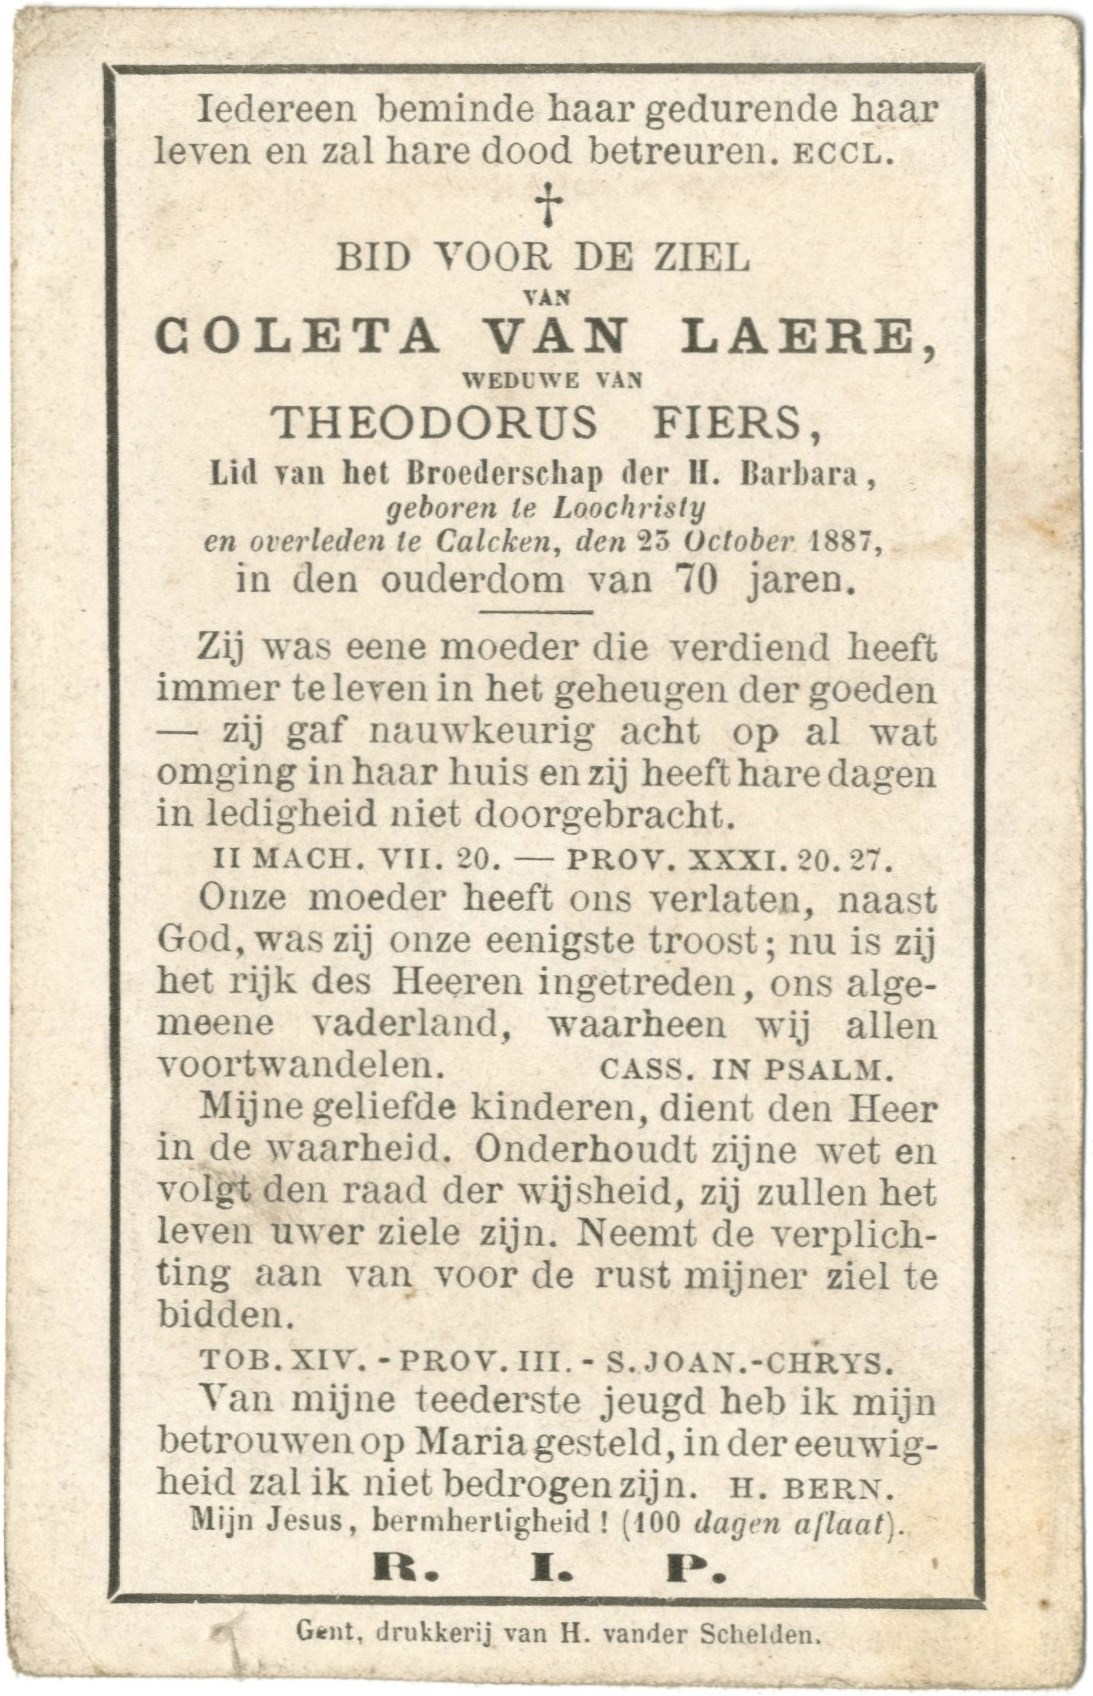 Iedereen beminde haar gedurende haar
leven en zal hare dood betreuren. ECCL.
†
BID VOOR DE ZIEL
VAN
COLETA VAN LAERE,
WEDUWE VAN
THEODORUS FIERS,
Lid van het Broederschap der H. Barbara,
geboren te Loochristy
en overleden te Calcken, den 23 October 1887,
in den ouderdom van 70 jaren.
Zij was eene moeder die verdiend heeft
immer te leven in het geheugen der goeden
— zij gaf nauwkeurig acht op al wat
omging in haar huis en zij heeft hare dagen
in ledigheid niet doorgebracht.
II MACH. VII. 20. — PROV. XXXI. 20. 27.
Onze moeder heeft ons verlaten, naast
God, was zij onze eenigste troost; nu is zij
het rijk des Heeren ingetreden, ons alge-
meene vaderland, waarheen wij allen
voortwandelen. CASS. IN PSALM.
Mijne geliefde kinderen, dient den Heer
in de waarheid. Onderhoudt zijne wet en
volgt den raad der wijsheid, zij zullen het
leven uwer ziele zijn. Neemt de verplich-
ting aan van voor de rust mijner ziel te
bidden.
TOB. XIV. - PROV. III. - S. JOAN.-CHRYS.
Van mijne teederste jeugd heb ik mijn
betrouwen op Maria gesteld, in der eeuwig-
heid zal ik niet bedrogen zijn. H. BERN.
Mijn Jesus, bermhertigheid! (100 dagen aflaat).
R. I. P.
Gent, drukkerij van H. vander Schelden.